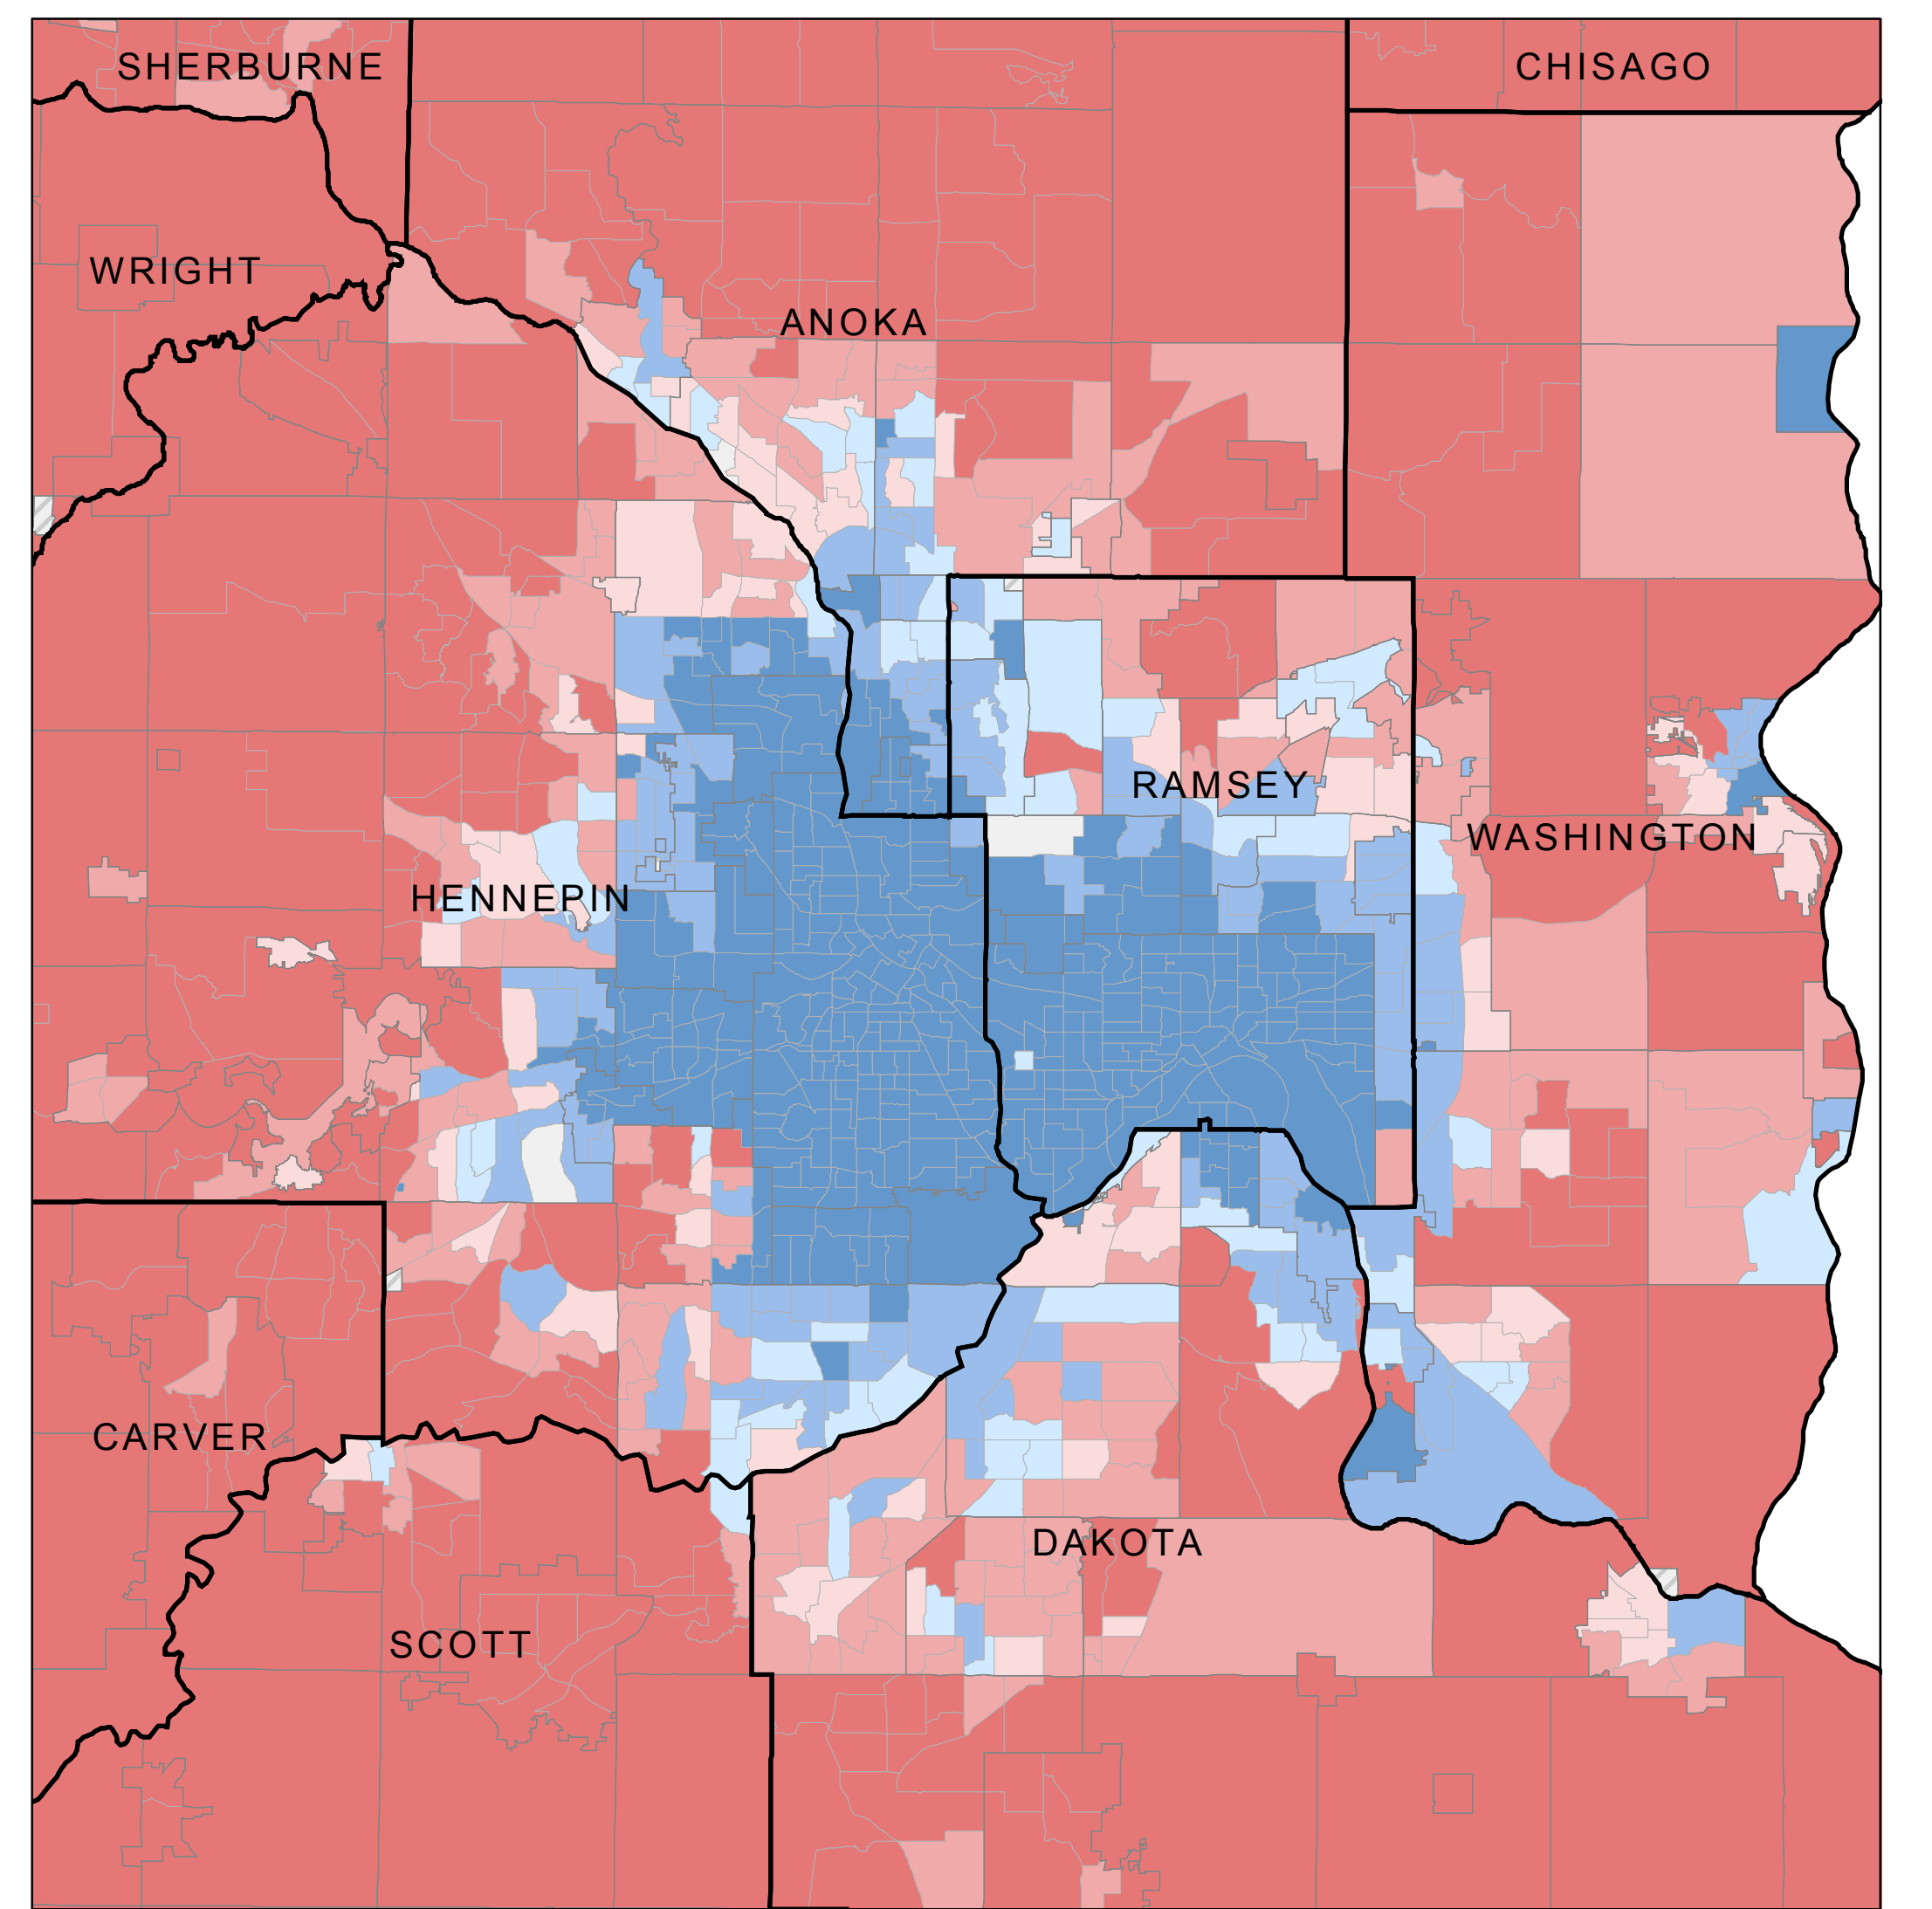 SHERBURNE
CHISAGO
WRIGHT
ANOKA
RAMSEY
WASHINGTON
HENNEPIN
CARVER
DAKOTA
SCOTT